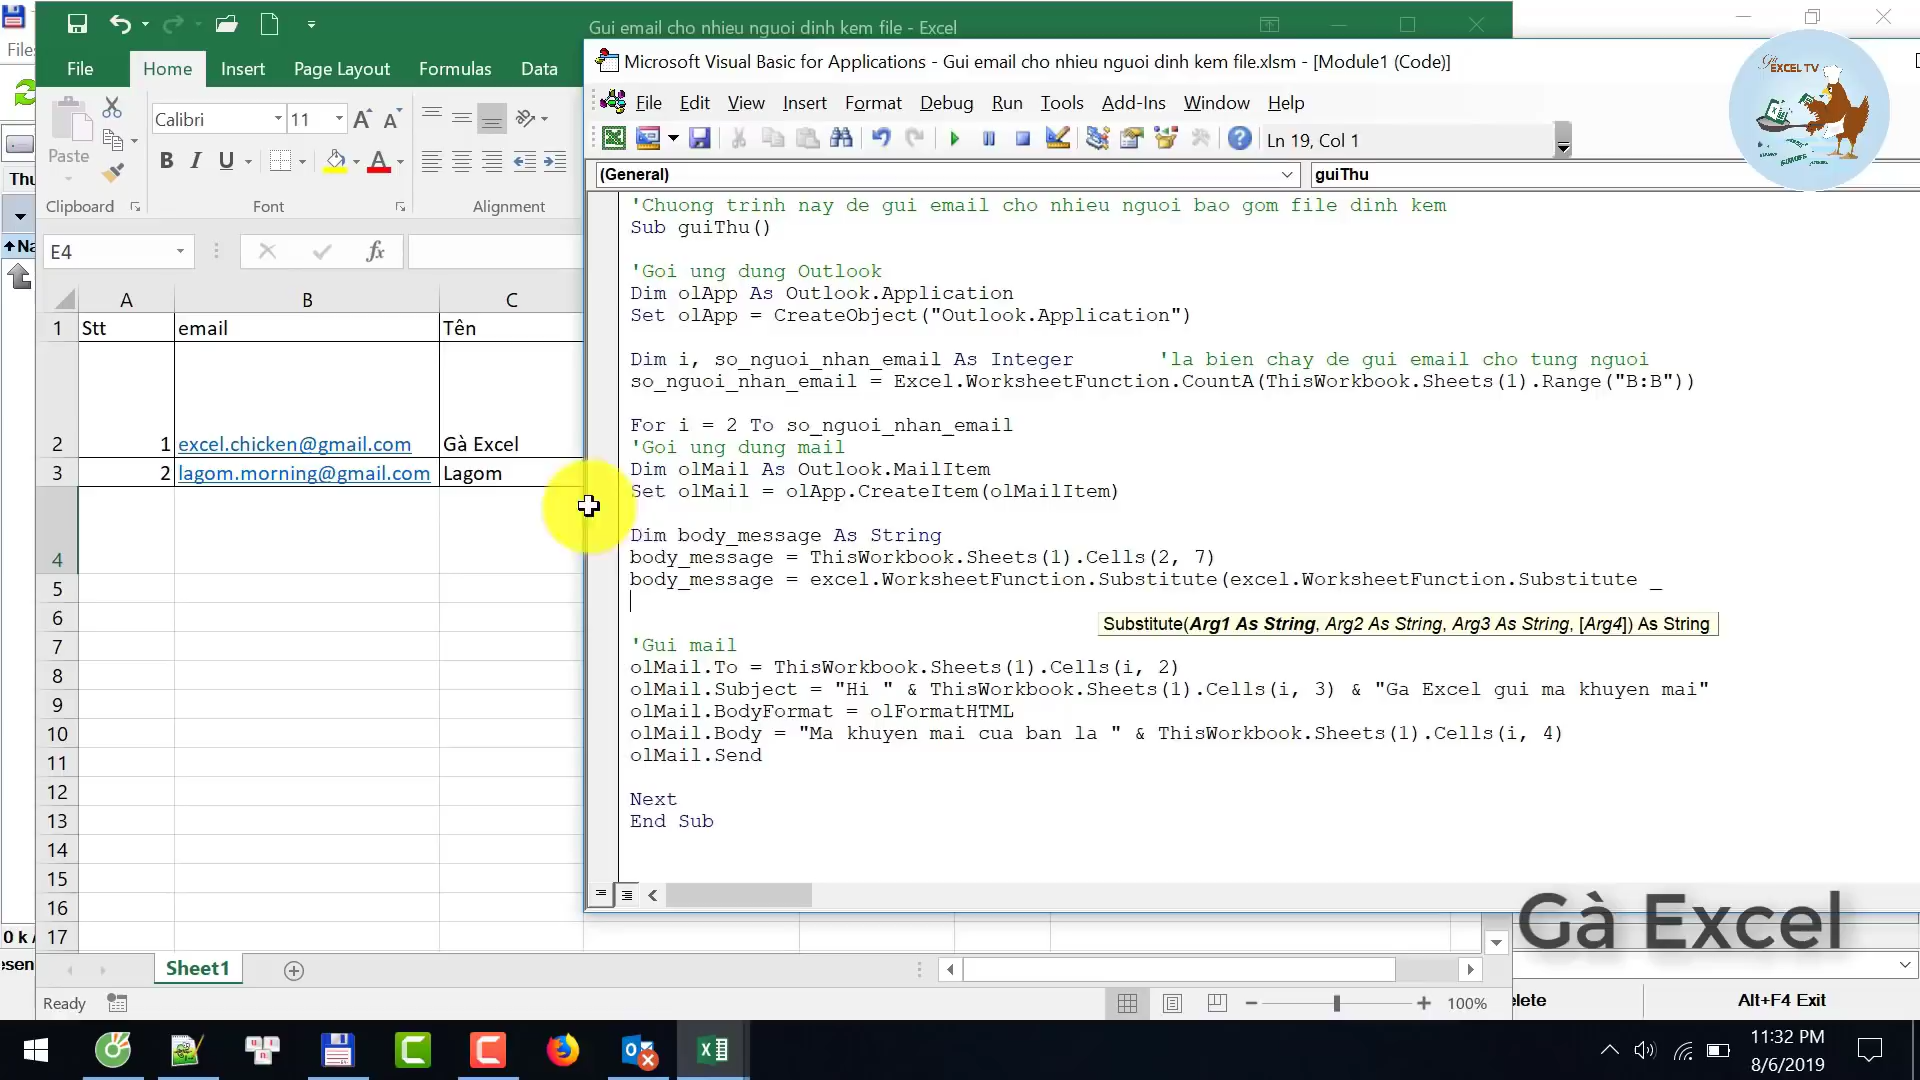 Gui email cho nhieu nguoi dinh kem file - Excel
Files
File Home Insert Page Layout Formulas Data
Calibri 11
Paste
B I U
Clipboard Font Alignment
E4
fx
A B C
1 Stt email Tên
2 1 excel.chicken@gmail.com Gà Excel
3 2 lagom.morning@gmail.com Lagom
4
5
6
7
8
9
10
11
12
13
14
15
16
17
Sheet1
Ready
100%
Microsoft Visual Basic for Applications - Gui email cho nhieu nguoi dinh kem file.xlsm - [Module1 (Code)]
File Edit View Insert Format Debug Run Tools Add-Ins Window Help
Ln 19, Col 1
(General) guiThu
'Chuong trinh nay de gui email cho nhieu nguoi bao gom file dinh kem
Sub guiThu()
'Goi ung dung Outlook
Dim olApp As Outlook.Application
Set olApp = CreateObject("Outlook.Application")
Dim i, so_nguoi_nhan_email As Integer 'la bien chay de gui email cho tung nguoi
so_nguoi_nhan_email = Excel.WorksheetFunction.CountA(ThisWorkbook.Sheets(1).Range("B:B"))
For i = 2 To so_nguoi_nhan_email
'Goi ung dung mail
Dim olMail As Outlook.MailItem
Set olMail = olApp.CreateItem(olMailItem)
Dim body_message As String
body_message = ThisWorkbook.Sheets(1).Cells(2, 7)
body_message = excel.WorksheetFunction.Substitute(excel.WorksheetFunction.Substitute _
Substitute(Arg1 As String, Arg2 As String, Arg3 As String, [Arg4]) As String
'Gui mail
olMail.To = ThisWorkbook.Sheets(1).Cells(i, 2)
olMail.Subject = "Hi " & ThisWorkbook.Sheets(1).Cells(i, 3) & "Ga Excel gui ma khuyen mai"
olMail.BodyFormat = olFormatHTML
olMail.Body = "Ma khuyen mai cua ban la " & ThisWorkbook.Sheets(1).Cells(i, 4)
olMail.Send
Next
End Sub
Gà EXCEL TV
Gà Excel
Alt+F4 Exit
11:32 PM
8/6/2019